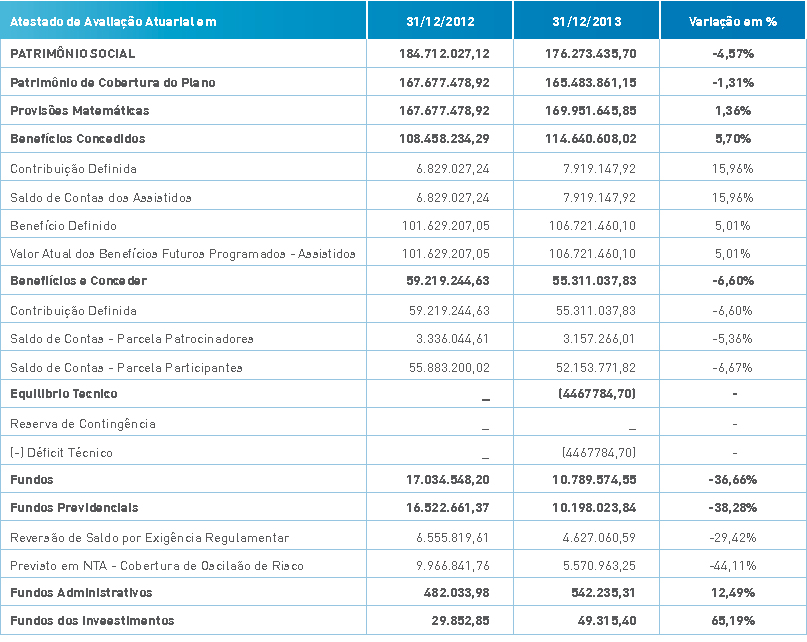 Atestado de Avaliação Atuarial em 31/12/2012 31/12/2013 Variação em %
PATRIMÔNIO SOCIAL 184.712.027,12 176.273.435,70 -4,57%
Patrimônio de Cobertura do Plano 167.677.478,92 165.483.861,15 -1,31%
Provisões Matemáticas 167.677.478,92 169.951.645,85 1,36%
Benefícios Concedidos 108.458.234,29 114.640.608,02 5,70%
Contribuição Definida 6.829.027,24 7.919.147,92 15,96%
Saldo de Contas dos Assistidos 6.829.027,24 7.919.147,92 15,96%
Benefício Definido 101.629.207,05 106.721.460,10 5,01%
Valor Atual dos Benefícios Futuros Programados - Assistidos 101.629.207,05 106.721.460,10 5,01%
Benefiícios e Conceder 59.219.244,63 55.311.037,83 -6,60%
Contribuição Definida 59.219.244,63 55.311.037,83 -6,60%
Saldo de Contas - Parcela Patrocinadores 3.336.044,61 3.157.266,01 -5,36%
Saldo de Contas - Parcela Participantes 55.883.200,02 52.153.771,82 -6,67%
Equilibrio Tecnico _ (4467784,70) -
Reserva de Contingência _ _ -
(-) Déficit Técnico _ (4467784,70) -
Fundos 17.034.548,20 10.789.574,55 -36,66%
Fundos Previdenciais 16.522.661,37 10.198.023,84 -38,28%
Reversão de Saldo por Exigência Regulamentar 6.555.819,61 4.627.060,59 -29,42%
Previsto em NTA - Cobertura de Oscilaão de Risco 9.966.841,76 5.570.963,25 -44,11%
Fundos Administrativos 482.033,98 542.235,31 12,49%
Fundos dos Inveestimentos 29.852,85 49.315,40 65,19%